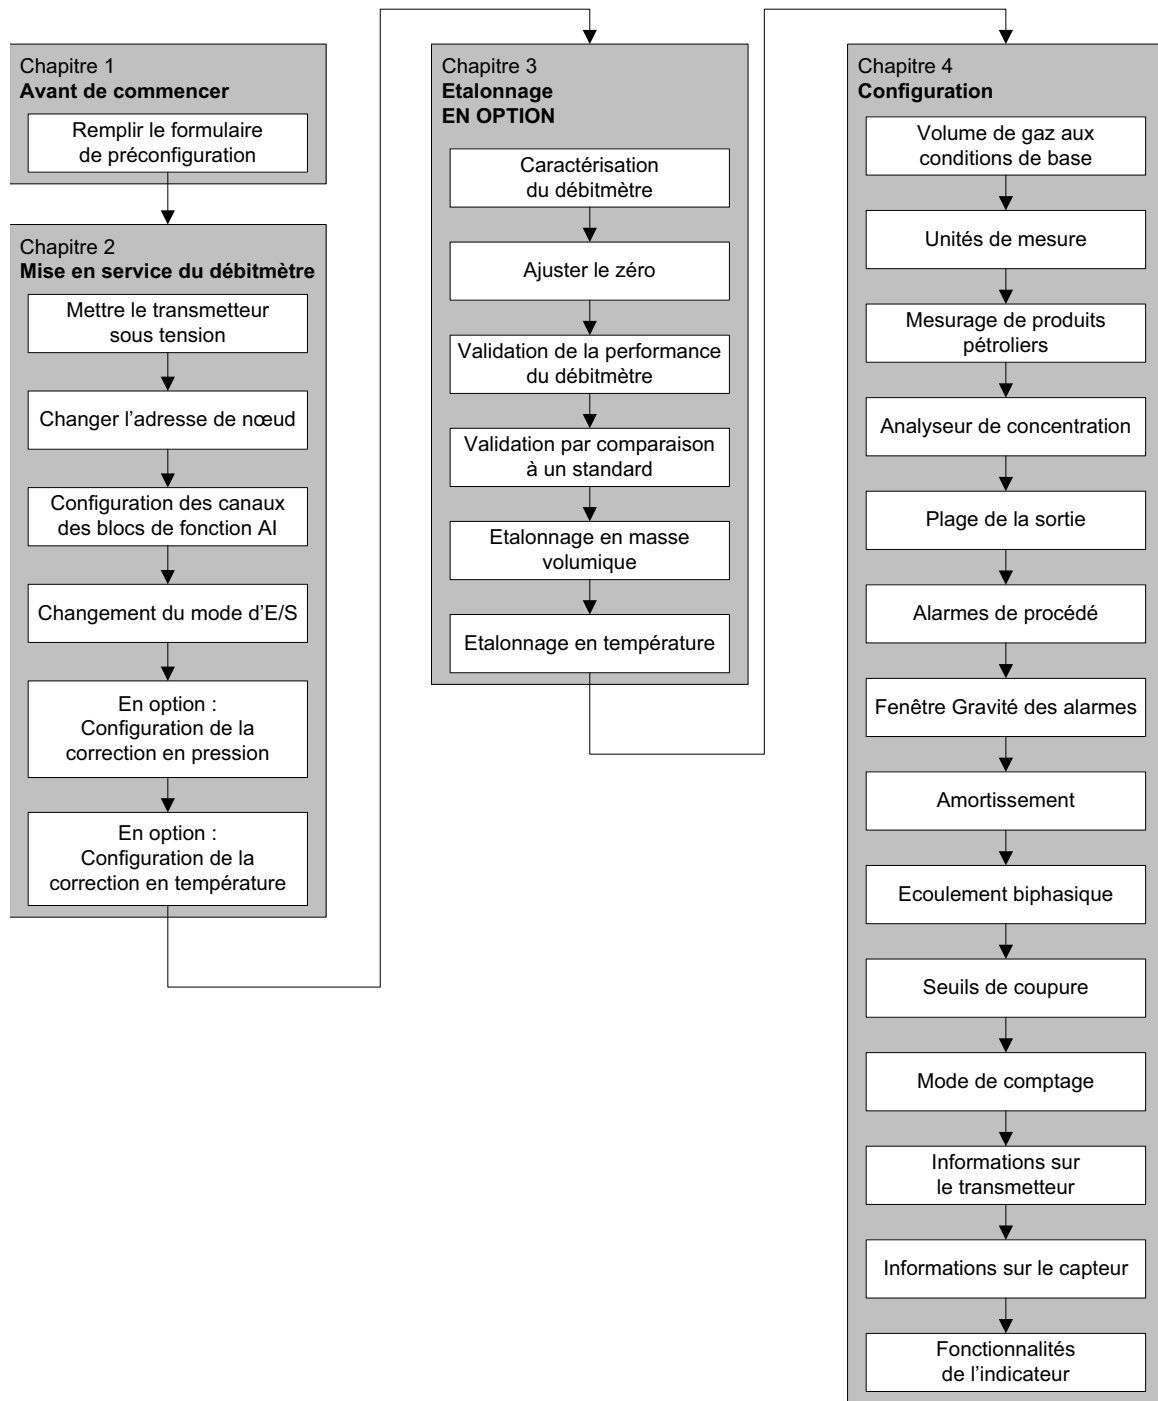 Chapitre 1
Avant de commencer
Remplir le formulaire
de préconfiguration
Chapitre 2
Mise en service du débitmètre
Mettre le transmetteur
sous tension
Changer l’adresse de nœud
Configuration des canaux
des blocs de fonction AI
Changement du mode d’E/S
En option :
Configuration de la
correction en pression
En option :
Configuration de la
correction en température
Chapitre 3
Etalonnage
EN OPTION
Caractérisation
du débitmètre
Ajuster le zéro
Validation de la performance
du débitmètre
Validation par comparaison
à un standard
Etalonnage en masse
volumique
Etalonnage en température
Chapitre 4
Configuration
Volume de gaz aux
conditions de base
Unités de mesure
Mesurage de produits
pétroliers
Analyseur de concentration
Plage de la sortie
Alarmes de procédé
Fenêtre Gravité des alarmes
Amortissement
Ecoulement biphasique
Seuils de coupure
Mode de comptage
Informations sur
le transmetteur
Informations sur le capteur
Fonctionnalités
de l’indicateur